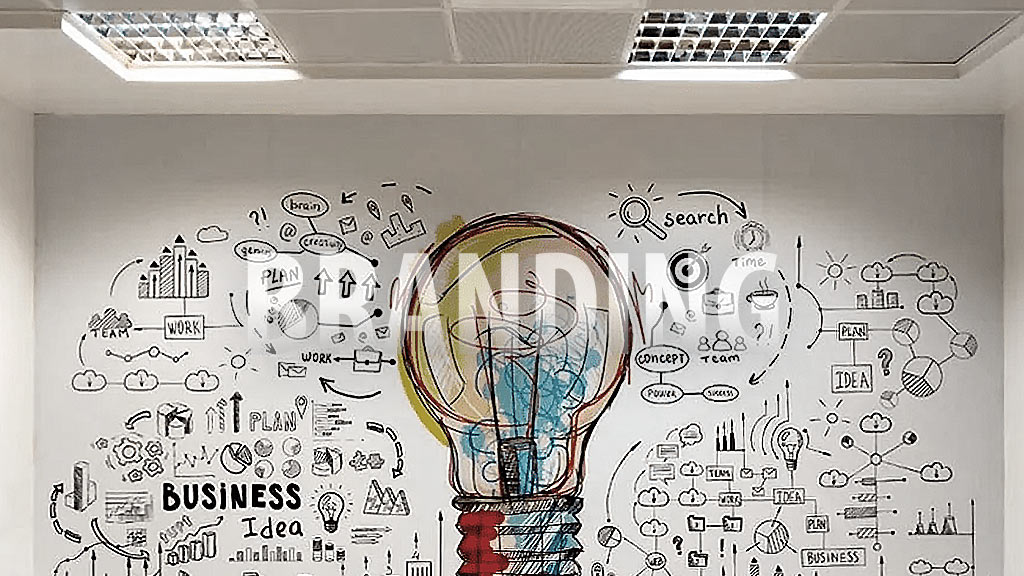 brain
?!
search
@
creative
genius
@
BRANDING
Time
PLAN
TEAM
WORK
PLAN
?
WORK
CONCEPT
TEAM
?
IDEA
POWER
SUCCESS
PLAN
BUSINESS
Idea
TEAM
WORK
IDEA
PLAN
?
!
BUSINESS